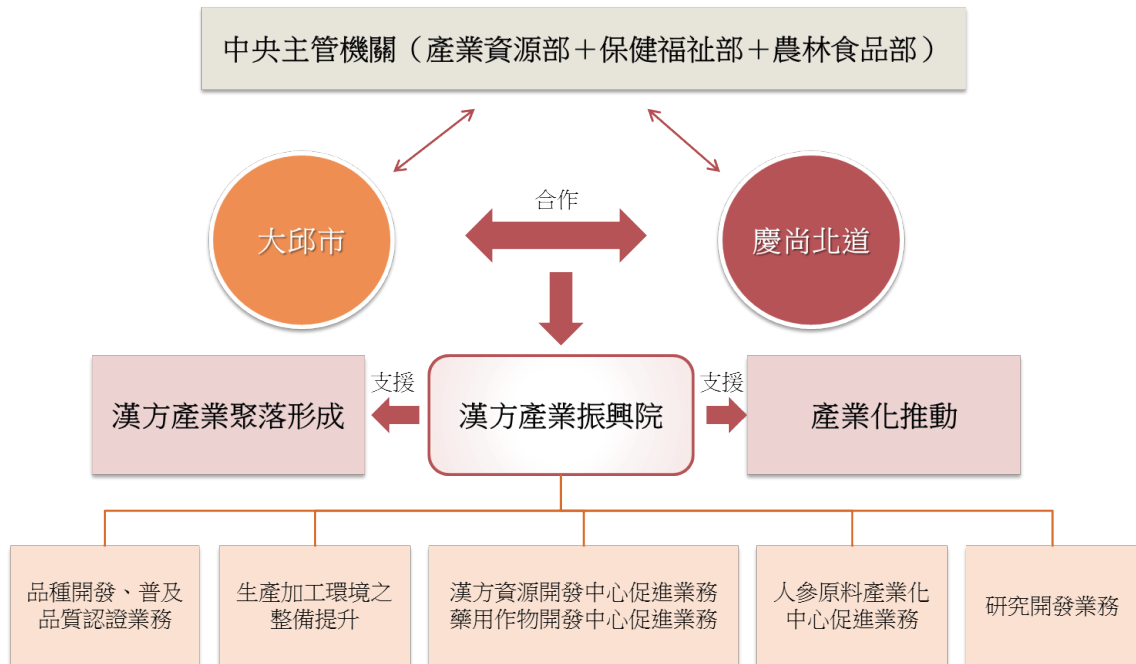 中央主管機關（產業資源部＋保健福祉部＋農林食品部）
合作
大邱市
慶尚北道
支援
支援
漢方產業聚落形成
漢方產業振興院
產業化推動
品種開發、普及
品質認證業務
生產加工環境之
整備提升
漢方資源開發中心促進業務
藥用作物開發中心促進業務
人參原料產業化
中心促進業務
研究開發業務